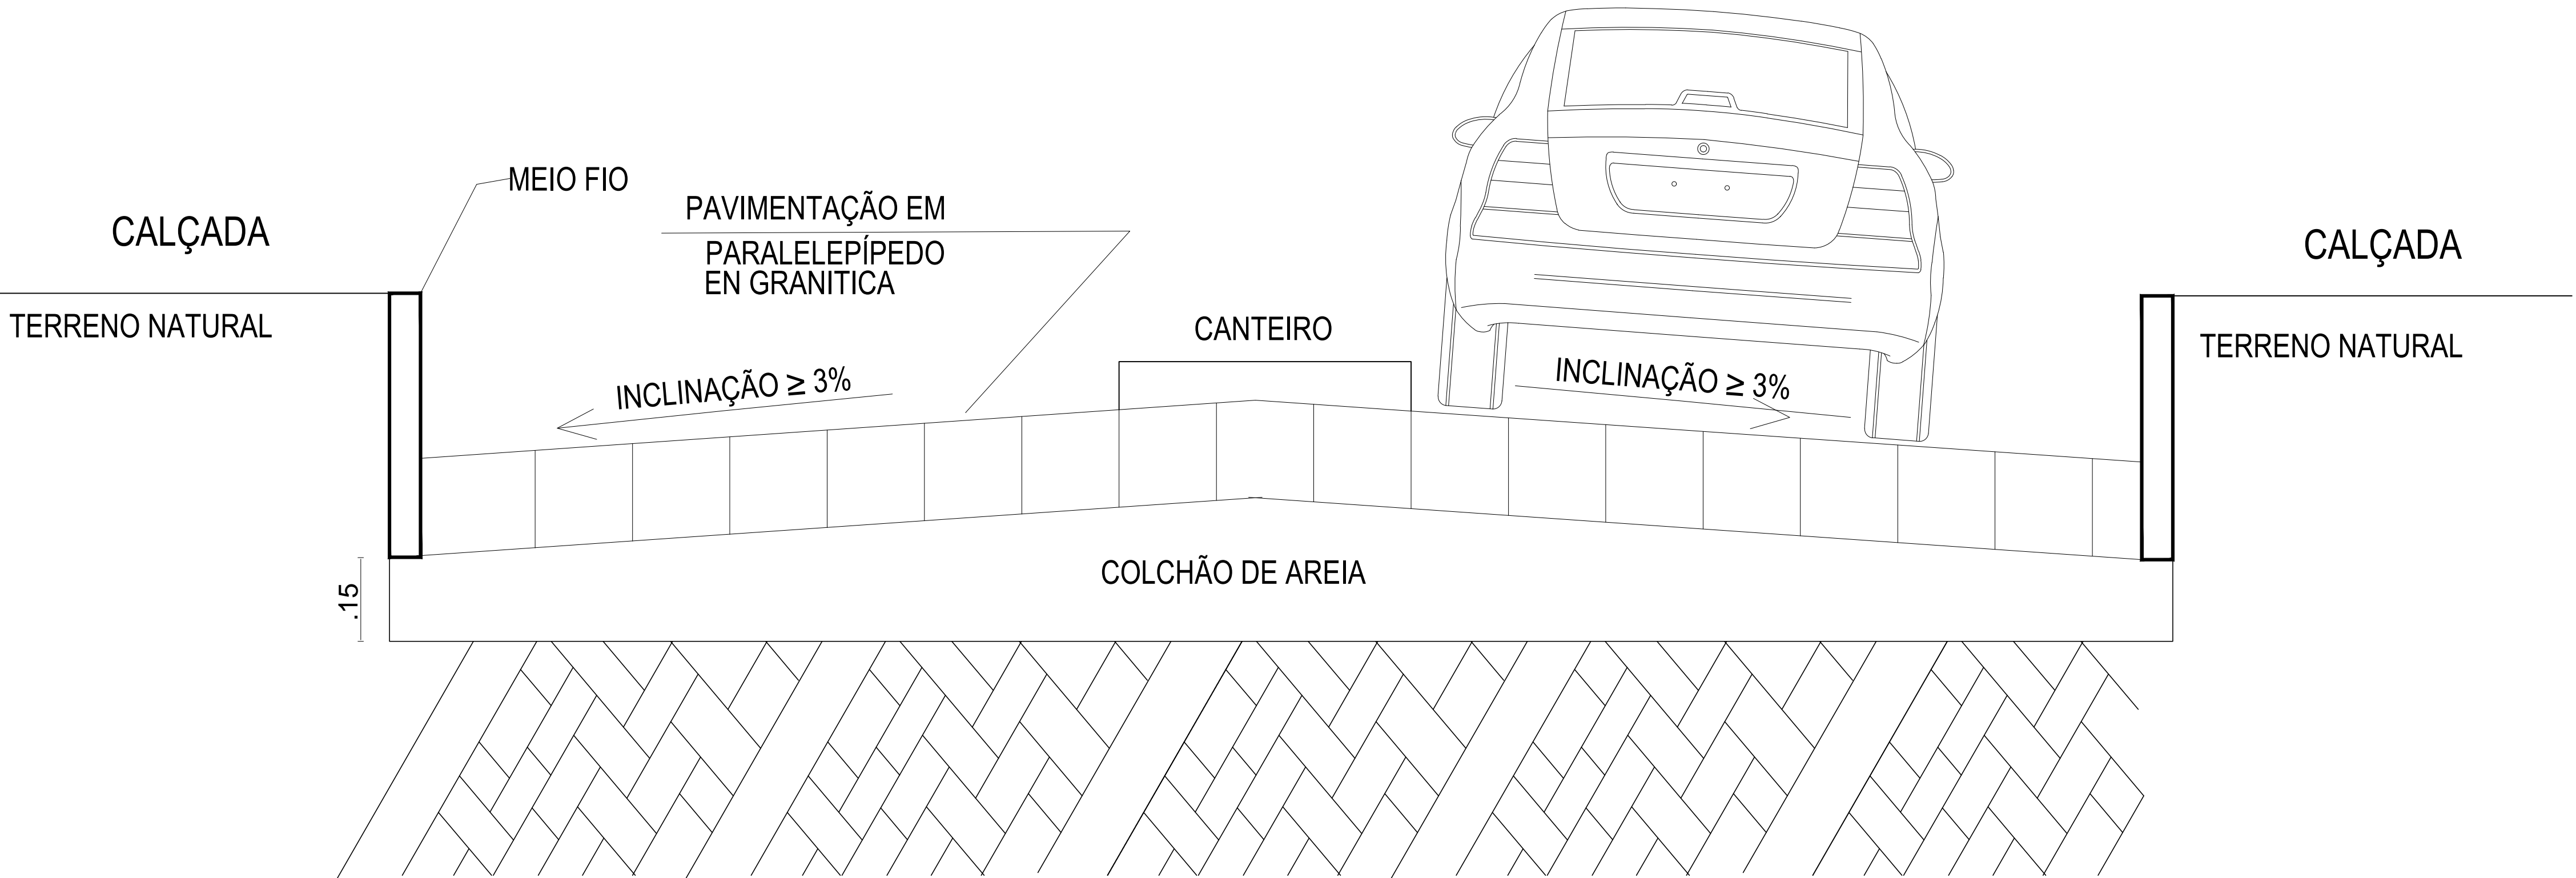 MEIO FIO
CALÇADA
PAVIMENTAÇÃO EM
PARALELEPÍPEDO
EN GRANITICA
CALÇADA
TERRENO NATURAL
CANTEIRO
TERRENO NATURAL
INCLINAÇÃO ≥ 3%
INCLINAÇÃO ≥ 3%
COLCHÃO DE AREIA
.15